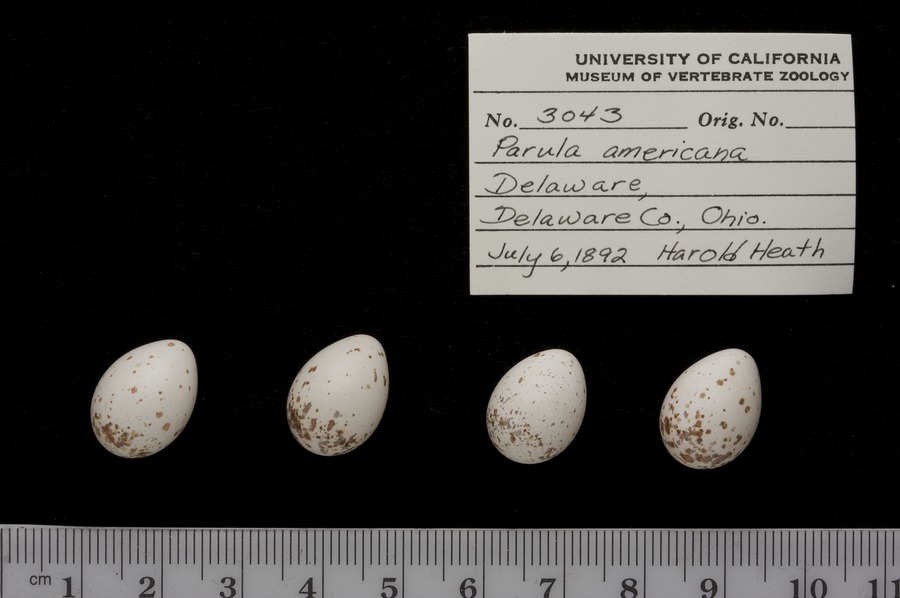 UNIVERSITY OF CALIFORNIA
MUSEUM OF VERTEBRATE ZOOLOGY
No. 3043 Orig. No.
Parula americana
Delaware,
Delaware Co., Ohio.
July 6, 1892 Harold Heath
cm 1 2 3 4 5 6 7 8 9 10 11